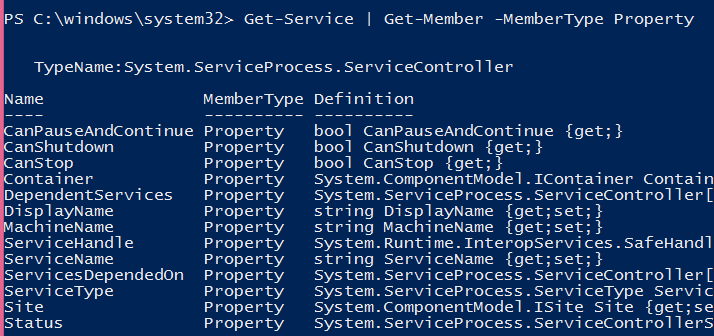 PS C:\windows\system32> Get-Service | Get-Member -MemberType Property
TypeName:System.ServiceProcess.ServiceController
Name MemberType Definition
---- ---------- ----------
CanPauseAndContinue Property bool CanPauseAndContinue {get;}
CanShutdown Property bool CanShutdown {get;}
CanStop Property bool CanStop {get;}
Container Property System.ComponentModel.IContainer Contain
DependentServices Property System.ServiceProcess.ServiceController[
DisplayName Property string DisplayName {get;set;}
MachineName Property string MachineName {get;set;}
ServiceHandle Property System.Runtime.InteropServices.SafeHandl
ServiceName Property string ServiceName {get;set;}
ServicesDependedOn Property System.ServiceProcess.ServiceController[
ServiceType Property System.ServiceProcess.ServiceType Servic
Site Property System.ComponentModel.ISite Site {get;se
Status Property System.ServiceProcess.ServiceControllerS